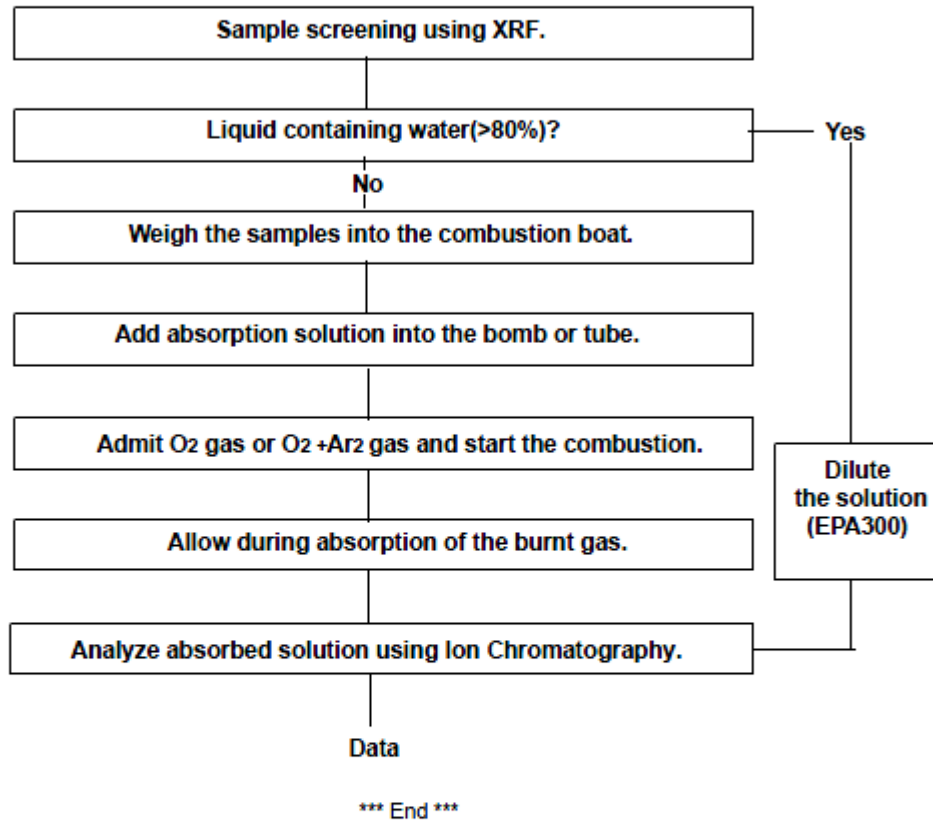 Sample screening using XRF.
Liquid containing water(>80%)?
Yes
No
Weigh the samples into the combustion boat.
Add absorption solution into the bomb or tube.
Admit O2 gas or O2 +Ar2 gas and start the combustion.
Dilute
the solution
(EPA300)
Allow during absorption of the burnt gas.
Analyze absorbed solution using Ion Chromatography.
Data
*** End ***